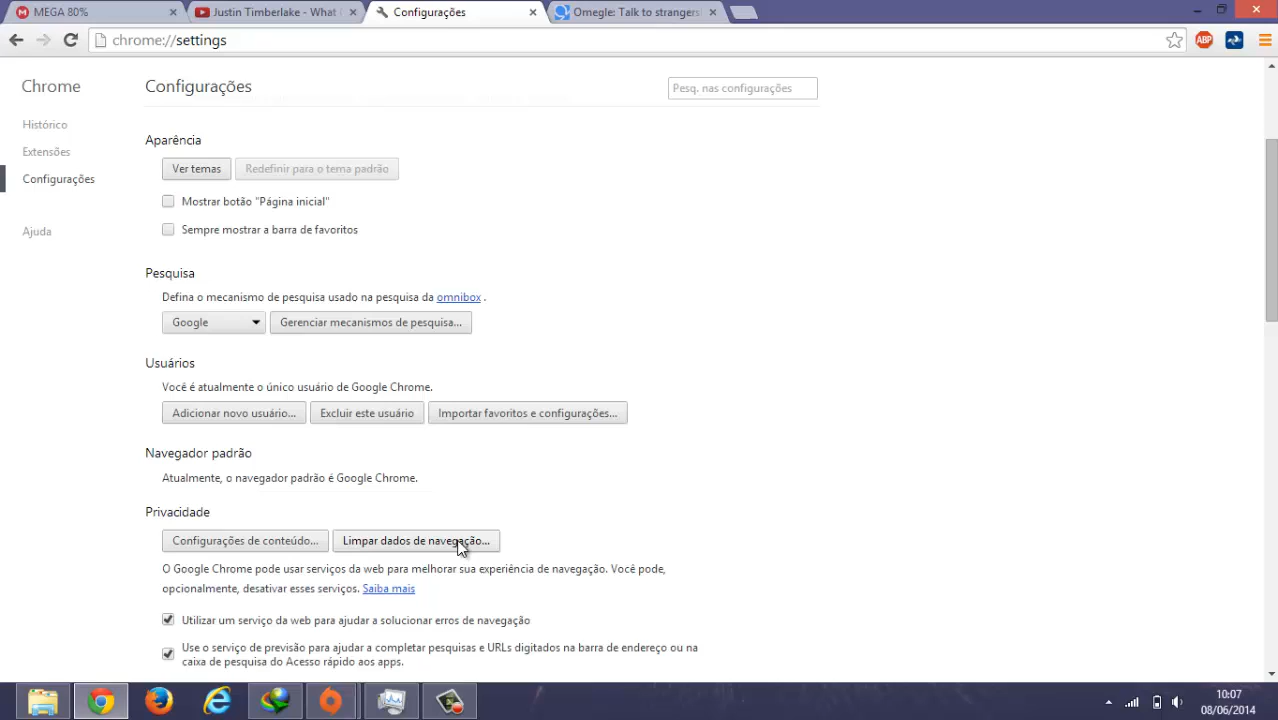 MEGA 80%
Justin Timberlake - What
Configurações
Omegle: Talk to strangers
chrome://settings
ABP
Chrome
Configurações
Pesq. nas configurações
Histórico
Extensões
Configurações
Ajuda
Aparência
Ver temas
Redefinir para o tema padrão
Mostrar botão "Página inicial"
Sempre mostrar a barra de favoritos
Pesquisa
Defina o mecanismo de pesquisa usado na pesquisa da omnibox .
Google
Gerenciar mecanismos de pesquisa...
Usuários
Você é atualmente o único usuário de Google Chrome.
Adicionar novo usuário...
Excluir este usuário
Importar favoritos e configurações...
Navegador padrão
Atualmente, o navegador padrão é Google Chrome.
Privacidade
Configurações de conteúdo...
Limpar dados de navegação...
O Google Chrome pode usar serviços da web para melhorar sua experiência de navegação. Você pode,
opcionalmente, desativar esses serviços. Saiba mais
Utilizar um serviço da web para ajudar a solucionar erros de navegação
Use o serviço de previsão para ajudar a completar pesquisas e URLs digitados na barra de endereço ou na
caixa de pesquisa do Acesso rápido aos apps.
10:07
08/06/2014